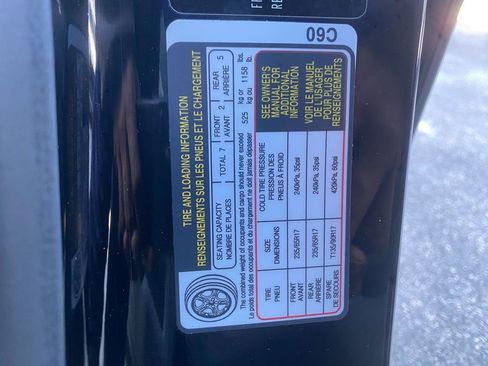 C60
TIRE AND LOADING INFORMATION
RENSEIGNEMENTS SUR LES PNEUS ET LE CHARGEMENT
SEATING CAPACITY TOTAL 7 FRONT 2 REAR 5
NOMBRE DE PLACES AVANT ARRIÈRE
The combined weight of occupants and cargo should never exceed 525 kg or 1158 lbs.
Le poids total des occupants et du chargement ne doit jamais dépasser kg ou lb.
TIRE SIZE COLD TIRE PRESSURE
PNEU DIMENSIONS PRESSION DES PNEUS À FROID
FRONT AVANT 235/65R17 240kPa, 35psi
REAR ARRIÈRE 235/65R17 240kPa, 35psi
SPARE DE SECOURS T135/90R17 420kPa, 60psi
SEE OWNER'S
MANUAL FOR
ADDITIONAL
INFORMATION
VOIR LE MANUEL
DE L'USAGER
POUR PLUS DE
RENSEIGNEMENTS